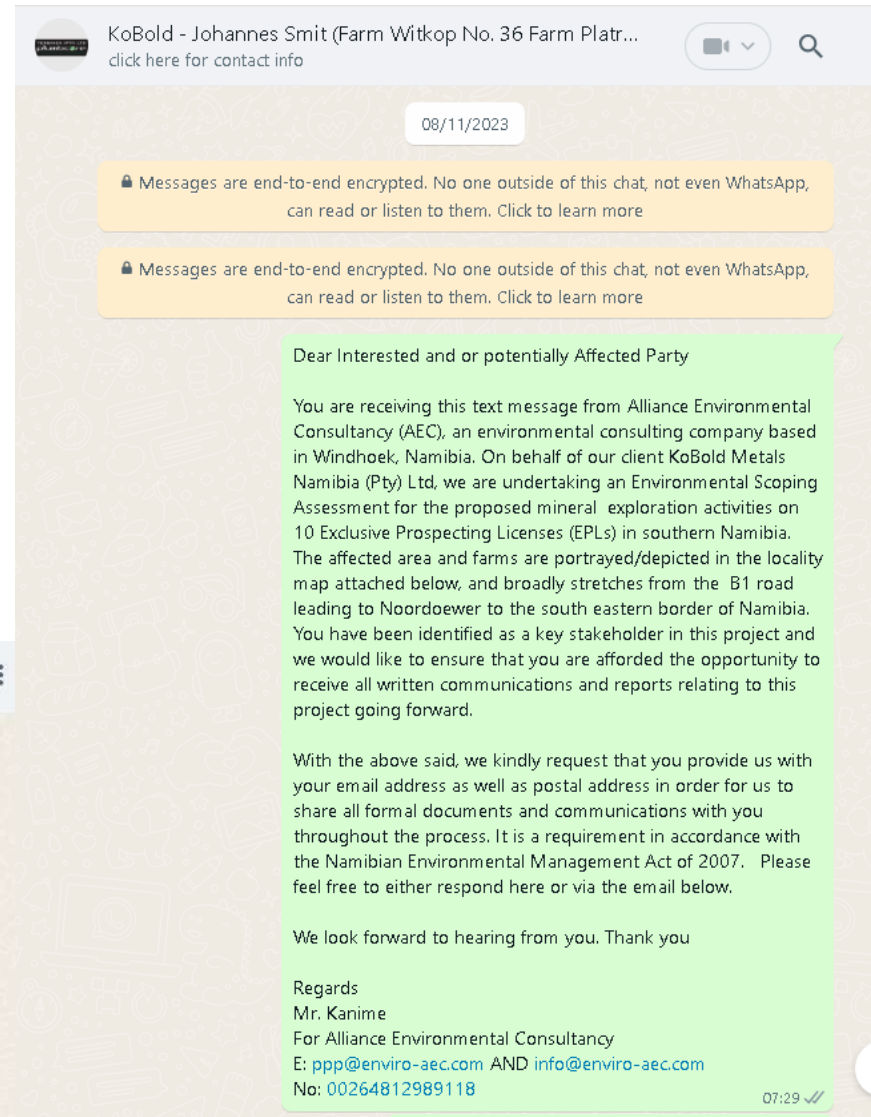 KoBold - Johannes Smit (Farm Witkop No. 36 Farm Platr...
click here for contact info
08/11/2023
Messages are end-to-end encrypted. No one outside of this chat, not even WhatsApp,
can read or listen to them. Click to learn more
Messages are end-to-end encrypted. No one outside of this chat, not even WhatsApp,
can read or listen to them. Click to learn more
Dear Interested and or potentially Affected Party
You are receiving this text message from Alliance Environmental
Consultancy (AEC), an environmental consulting company based
in Windhoek, Namibia. On behalf of our client KoBold Metals
Namibia (Pty) Ltd, we are undertaking an Environmental Scoping
Assessment for the proposed mineral  exploration activities on
10 Exclusive Prospecting Licenses (EPLs) in southern Namibia.
The affected area and farms are portrayed/depicted in the locality
map attached below, and broadly stretches from the  B1 road
leading to Noordoewer to the south eastern border of Namibia.
You have been identified as a key stakeholder in this project and
we would like to ensure that you are afforded the opportunity to
receive all written communications and reports relating to this
project going forward.
With the above said, we kindly request that you provide us with
your email address as well as postal address in order for us to
share all formal documents and communications with you
throughout the process. It is a requirement in accordance with
the Namibian Environmental Management Act of 2007.   Please
feel free to either respond here or via the email below.
We look forward to hearing from you. Thank you
Regards
Mr. Kanime
For Alliance Environmental Consultancy
E: ppp@enviro-aec.com AND info@enviro-aec.com
No: 00264812989118
07:29